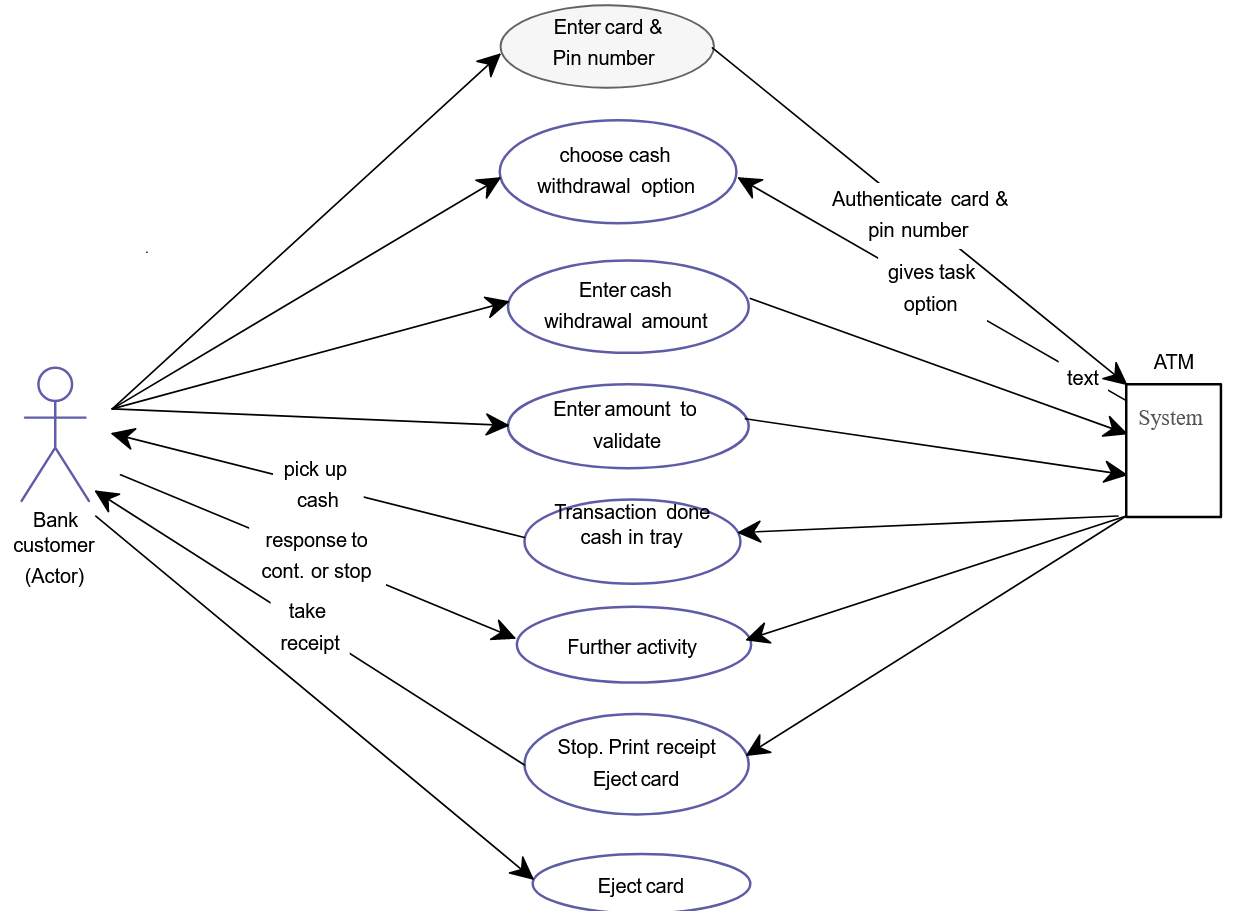 Enter card &
Pin number
choose cash
withdrawal option
Authenticate card &
pin number
gives task
option
Enter cash
wihdrawal amount
ATM
text
System
Enter amount to
validate
pick up
cash
Transaction done
cash in tray
Bank
customer
(Actor)
response to
cont. or stop
take
receipt
Further activity
Stop. Print receipt
Eject card
Eject card